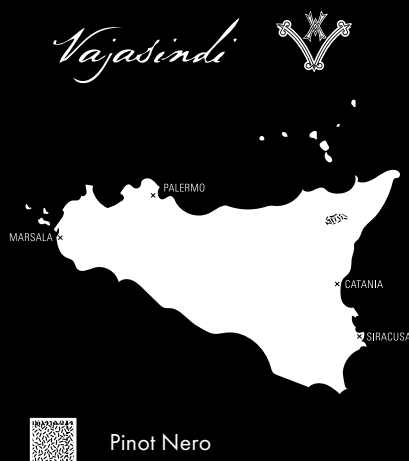 Vajasindi
PALERMO
MARSALA
CATANIA
SIRACUSA
Pinot Nero